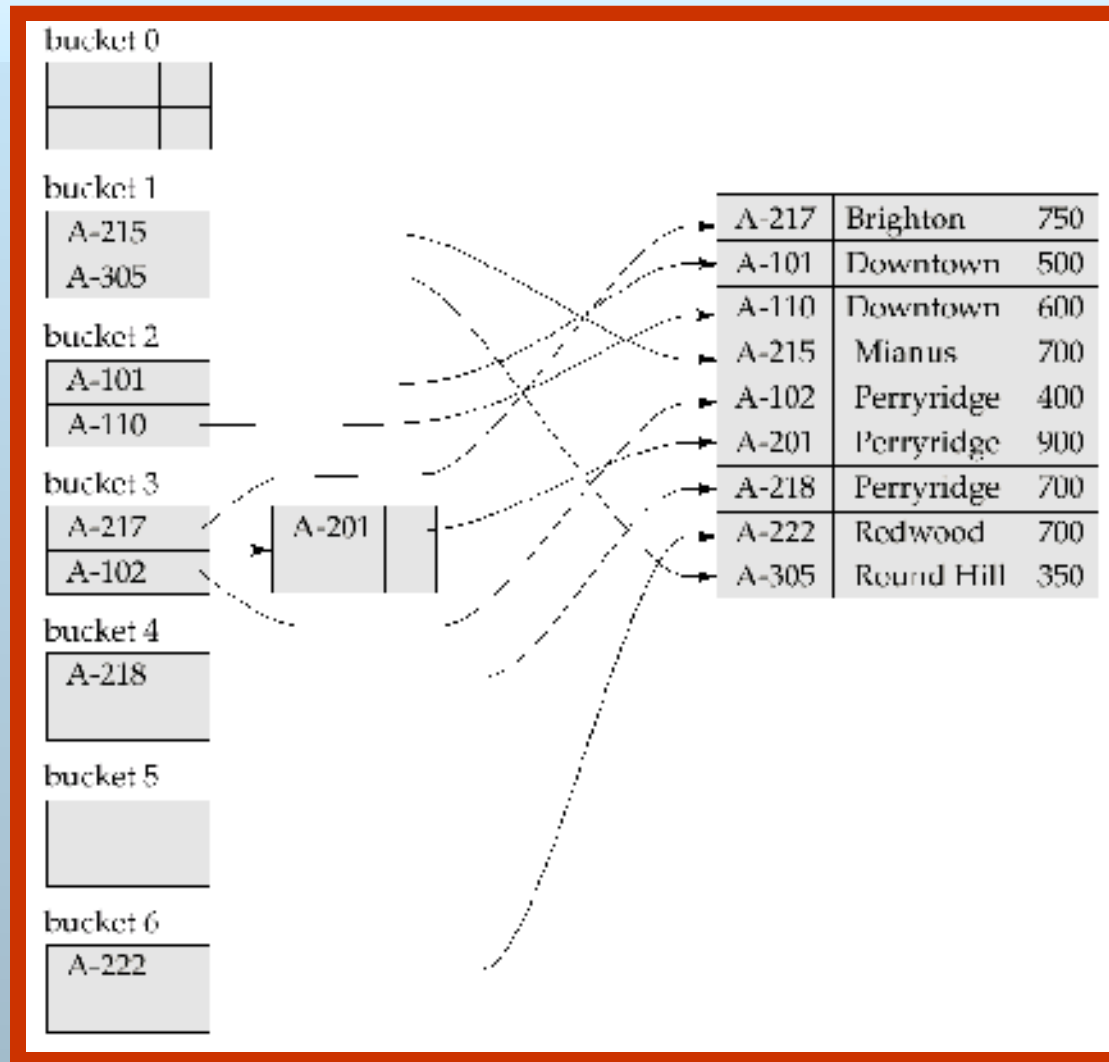 bucket 0
bucket 1
A-215
A-305
bucket 2
A-101
A-110
bucket 3
A-217
A-102
A-201
bucket 4
A-218
bucket 5
bucket 6
A-222
A-217 Brighton 750
A-101 Downtown 500
A-110 Downtown 600
A-215 Mianus 700
A-102 Perryridge 400
A-201 Perryridge 900
A-218 Perryridge 700
A-222 Redwood 700
A-305 Round Hill 350